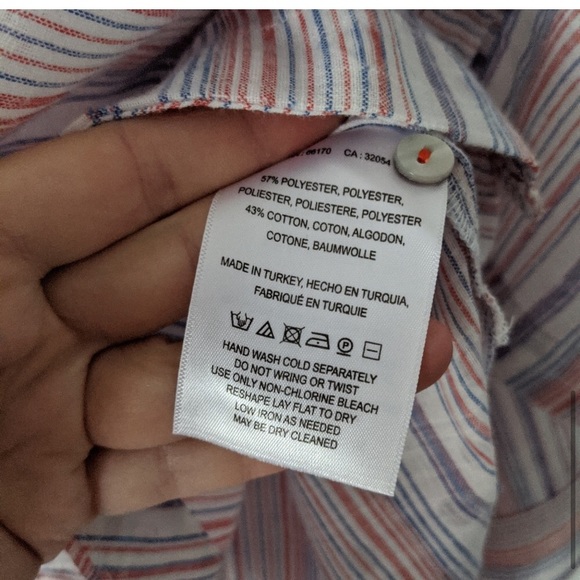 66170 CA : 32054
57% POLYESTER, POLYESTER,
POLIESTER, POLIESTERE, POLYESTER
43% COTTON, COTON, ALGODON,
COTONE, BAUMWOLLE
MADE IN TURKEY, HECHO EN TURQUIA,
FABRIQUÉ EN TURQUIE
HAND WASH COLD SEPARATELY
DO NOT WRING OR TWIST
USE ONLY NON-CHLORINE BLEACH
RESHAPE LAY FLAT TO DRY
LOW IRON AS NEEDED
MAY BE DRY CLEANED